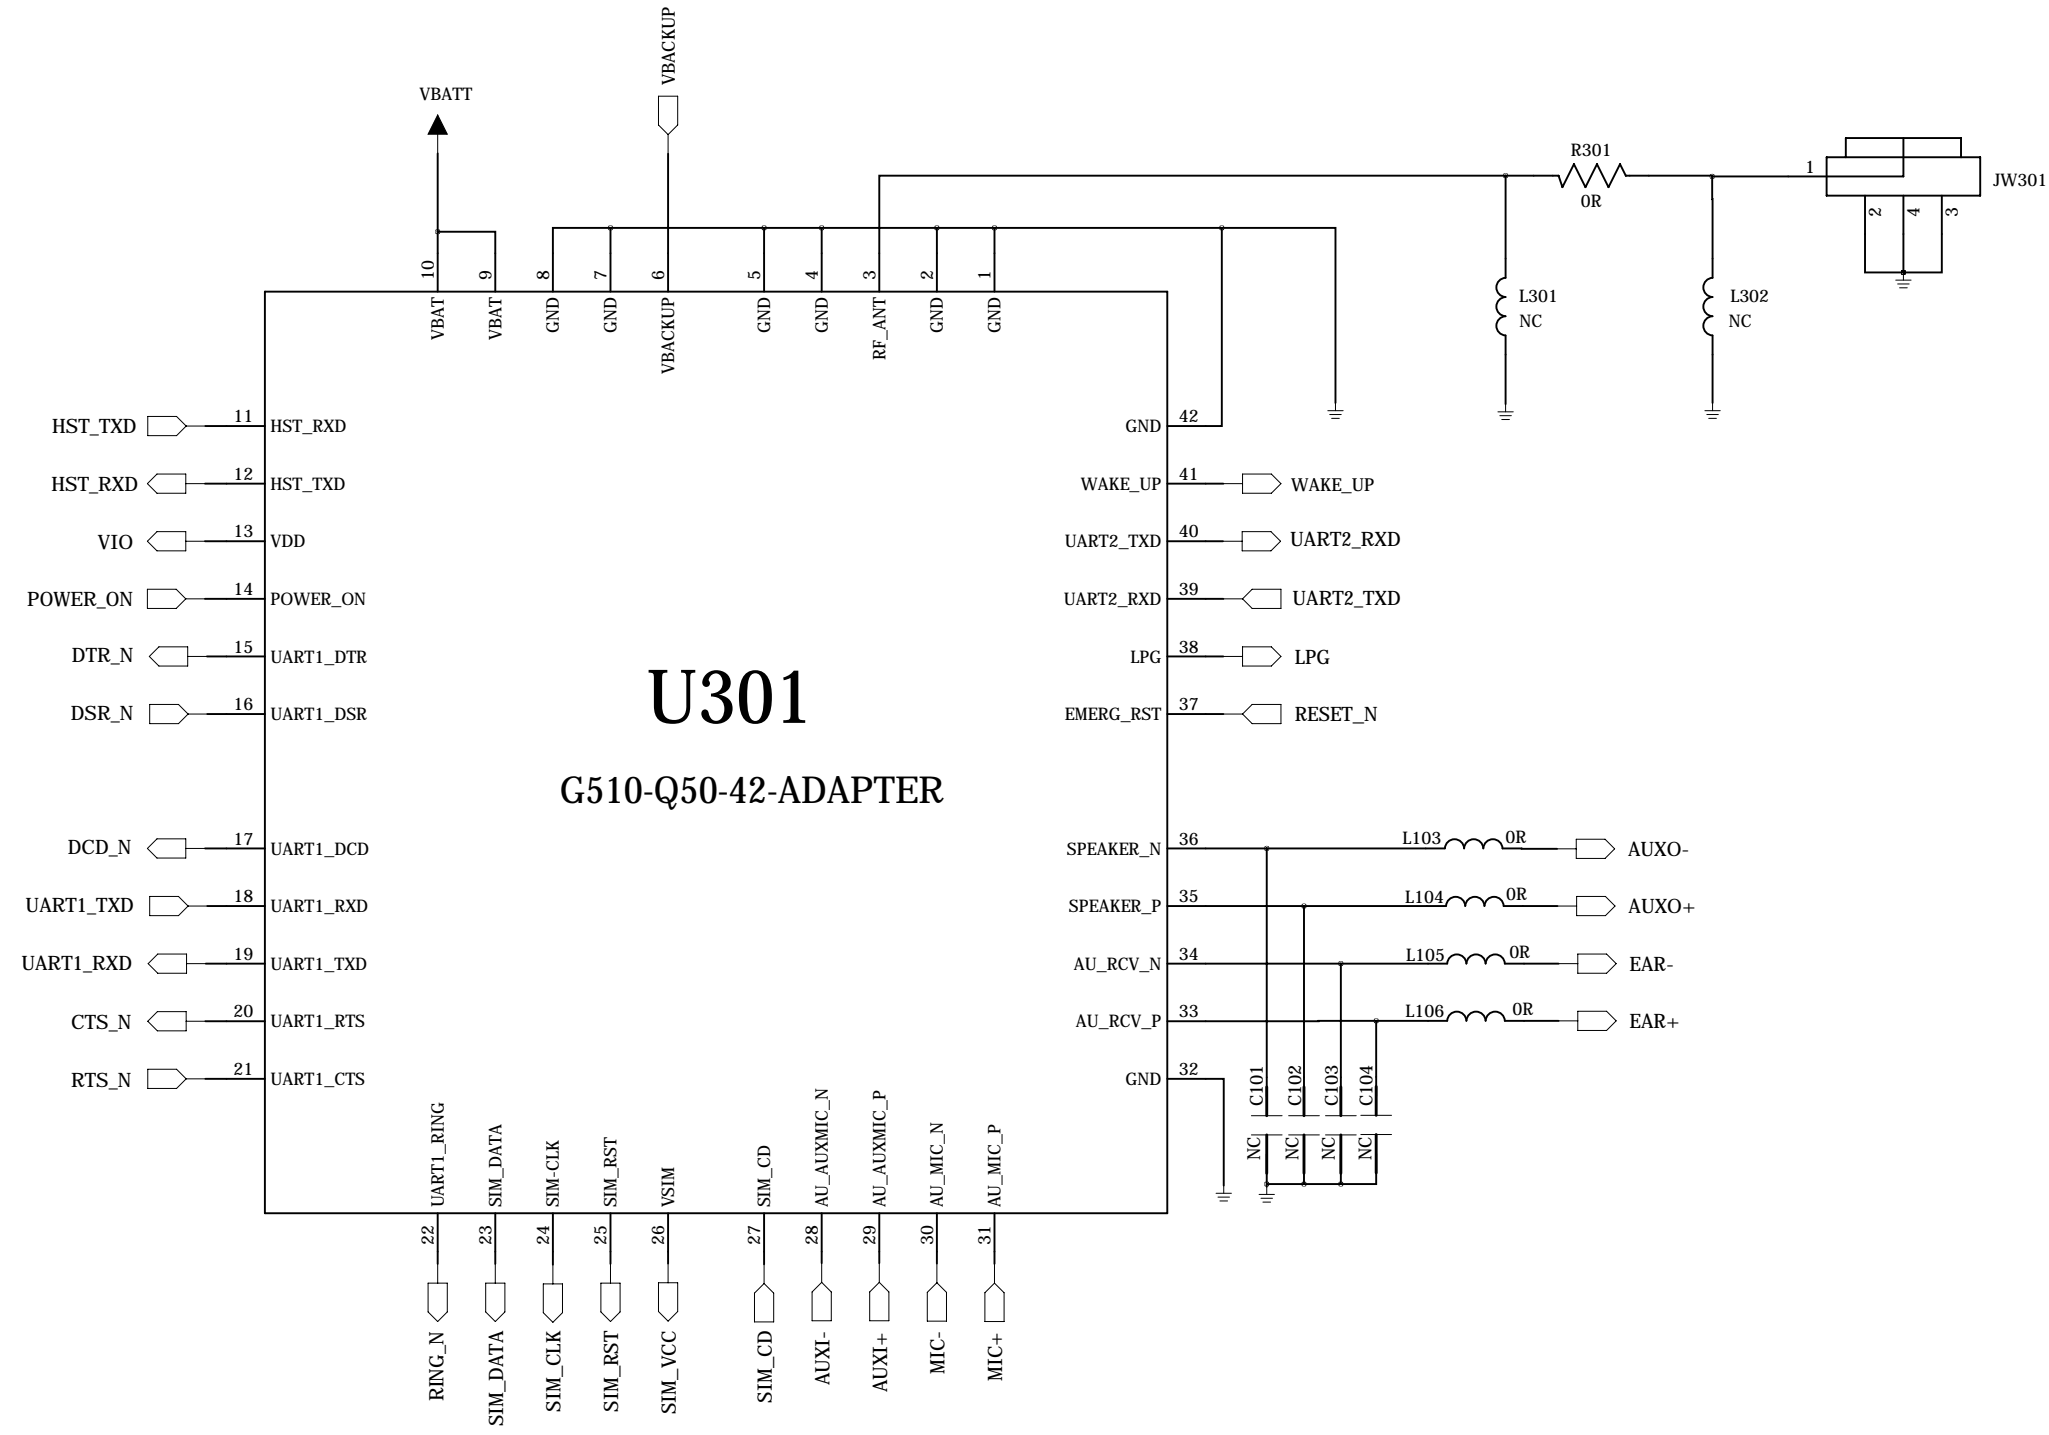 VBACKUP
VBATT
R301
0R
1
JW301
2
4
3
10
9
8
7
6
5
4
3
2
1
VBAT
VBAT
GND
GND
VBACKUP
GND
GND
RF_ANT
GND
GND
L301
NC
L302
NC
HST_TXD
11
HST_RXD
HST_RXD
12
HST_TXD
VIO
13
VDD
POWER_ON
14
POWER_ON
DTR_N
15
UART1_DTR
DSR_N
16
UART1_DSR
DCD_N
17
UART1_DCD
UART1_TXD
18
UART1_RXD
UART1_RXD
19
UART1_TXD
CTS_N
20
UART1_RTS
RTS_N
21
UART1_CTS
U301
G510-Q50-42-ADAPTER
GND
42
WAKE_UP
41
WAKE_UP
UART2_TXD
40
UART2_RXD
UART2_RXD
39
UART2_TXD
LPG
38
LPG
EMERG_RST
37
RESET_N
SPEAKER_N
36
L103
0R
AUXO-
SPEAKER_P
35
L104
0R
AUXO+
AU_RCV_N
34
L105
0R
EAR-
AU_RCV_P
33
L106
0R
EAR+
GND
32
C101
C102
C103
C104
NC
NC
NC
NC
UART1_RING
SIM_DATA
SIM-CLK
SIM_RST
VSIM
SIM_CD
AU_AUXMIC_N
AU_AUXMIC_P
AU_MIC_N
AU_MIC_P
22
23
24
25
26
27
28
29
30
31
RING_N
SIM_DATA
SIM_CLK
SIM_RST
SIM_VCC
SIM_CD
AUXI-
AUXI+
MIC-
MIC+